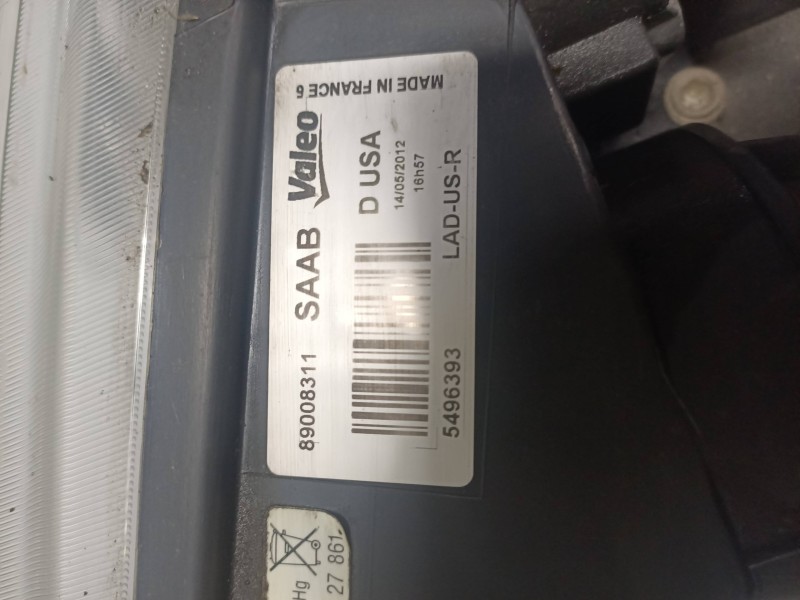 89008311 SAAB Valeo
D USA
14/05/2012
16h57
5496393 LAD-US-R
MADE IN FRANCE 6
Hg
27 861